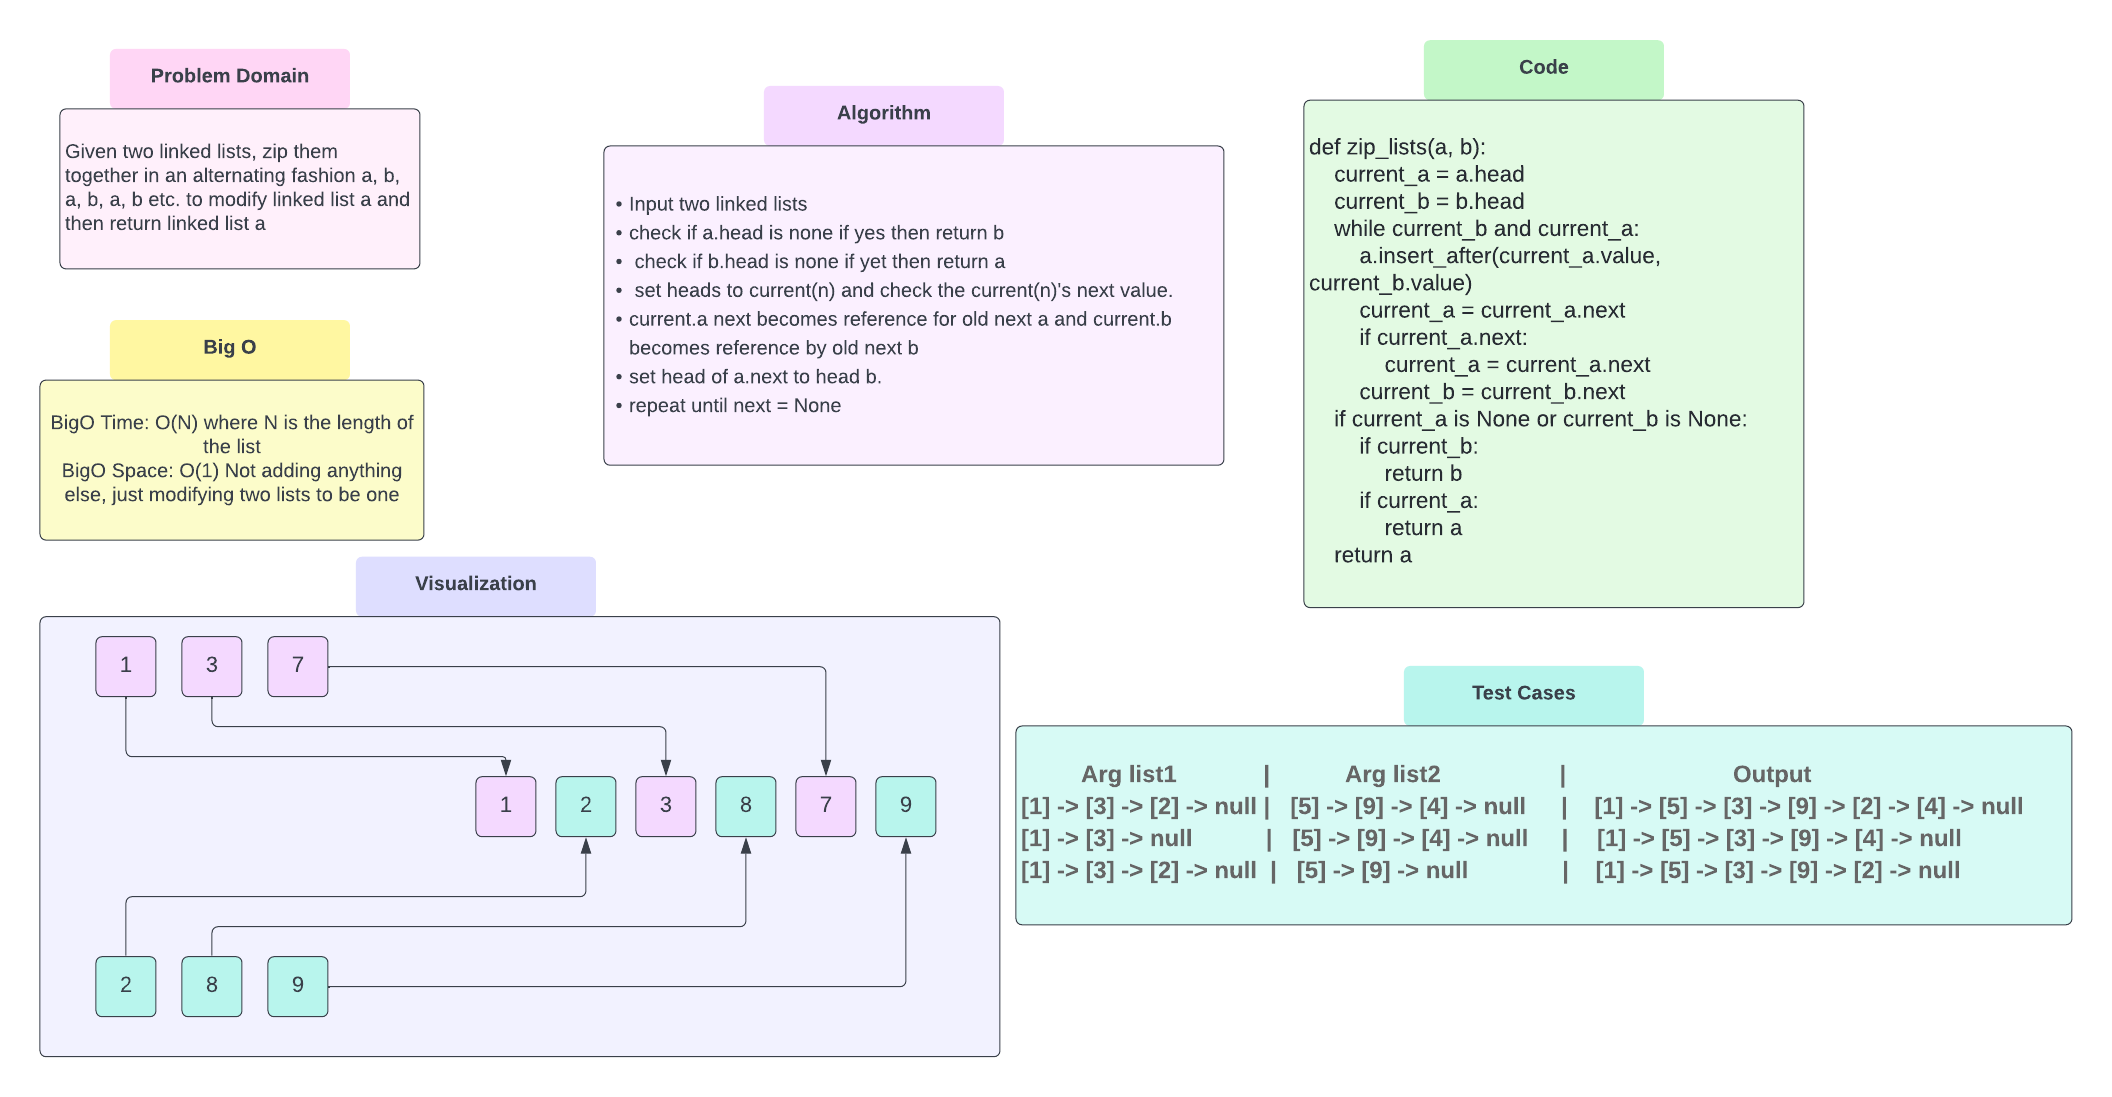 Problem Domain
Given two linked lists, zip them
together in an alternating fashion a, b,
a, b, a, b etc. to modify linked list a and
then return linked list a
Big O
BigO Time: O(N) where N is the length of
the list
BigO Space: O(1) Not adding anything
else, just modifying two lists to be one
Algorithm
• Input two linked lists
• check if a.head is none if yes then return b
• check if b.head is none if yet then return a
• set heads to current(n) and check the current(n)'s next value.
• current.a next becomes reference for old next a and current.b
becomes reference by old next b
• set head of a.next to head b.
• repeat until next = None
Code
def zip_lists(a, b):
    current_a = a.head
    current_b = b.head
    while current_b and current_a:
        a.insert_after(current_a.value,
current_b.value)
        current_a = current_a.next
        if current_a.next:
            current_a = current_a.next
        current_b = current_b.next
    if current_a is None or current_b is None:
        if current_b:
            return b
        if current_a:
            return a
    return a
Visualization
1 3 7
1 2 3 8 7 9
2 8 9
Test Cases
Arg list1 | Arg list2 | Output
[1] -> [3] -> [2] -> null | [5] -> [9] -> [4] -> null | [1] -> [5] -> [3] -> [9] -> [2] -> [4] -> null
[1] -> [3] -> null | [5] -> [9] -> [4] -> null | [1] -> [5] -> [3] -> [9] -> [4] -> null
[1] -> [3] -> [2] -> null | [5] -> [9] -> null | [1] -> [5] -> [3] -> [9] -> [2] -> null